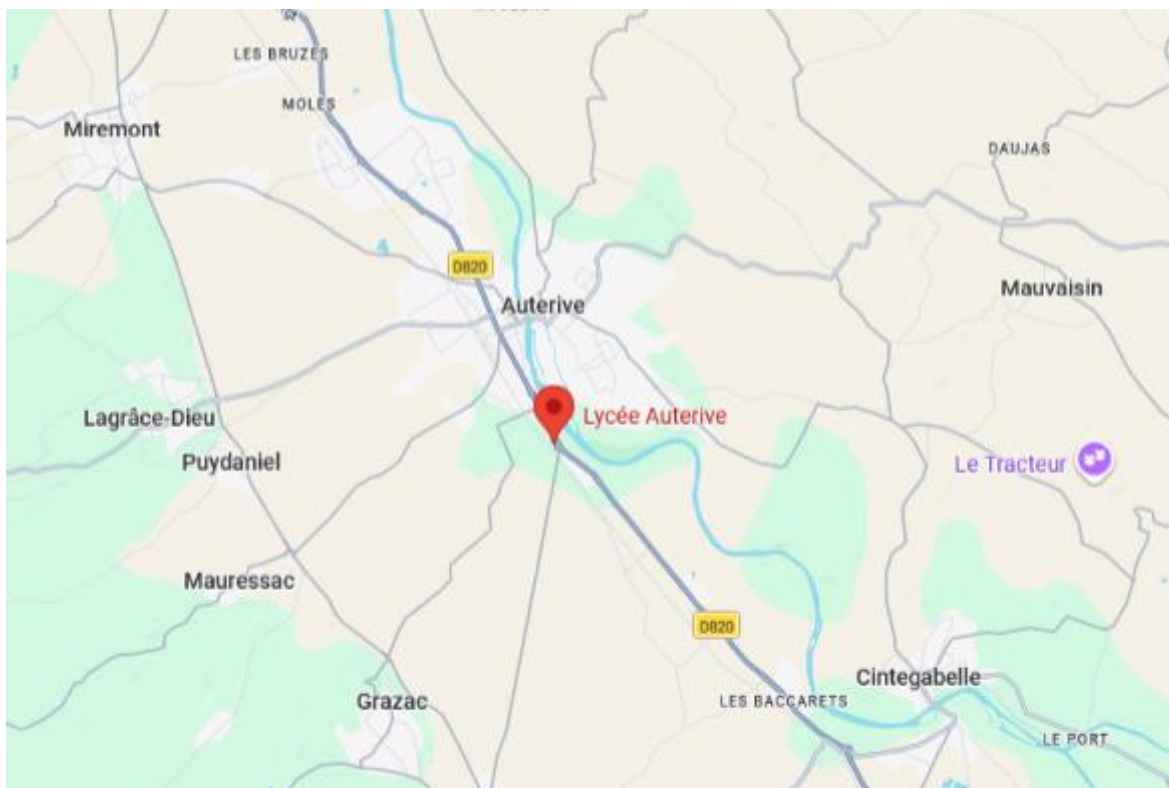 LES BRUZES
MOLES
Miremont
DAUJAS
D820
Mauvaisin
Auterive
Lycée Auterive
Lagrâce-Dieu
Puydaniel
Le Tracteur
Mauressac
D820
Cintegabelle
Grazac
LES BACCARETS
LE PORT